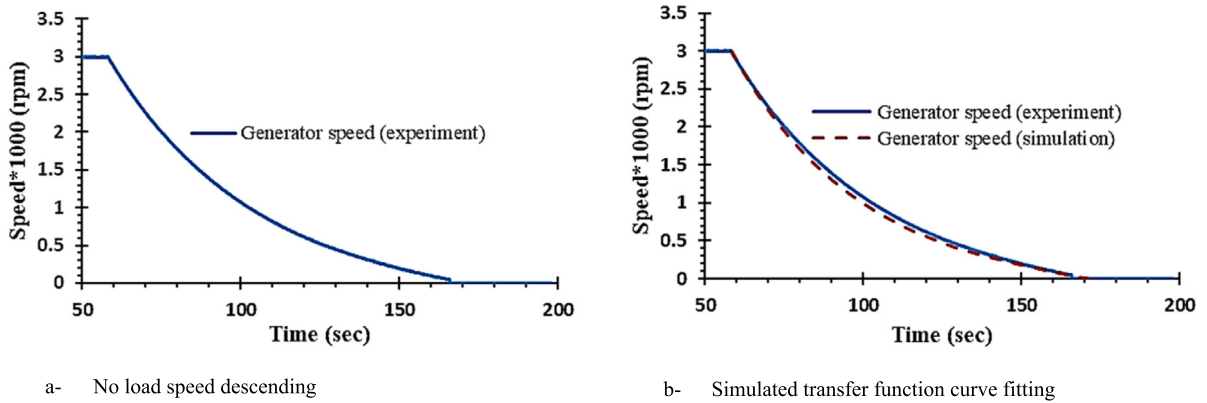 3.5
3
2.5
2
1.5
1
0.5
0
50
100
150
200
Speed*1000 (rpm)
Time (sec)
Generator speed (experiment)
a- No load speed descending
3.5
3
2.5
2
1.5
1
0.5
0
50
100
150
200
Speed*1000 (rpm)
Time (sec)
Generator speed (experiment)
Generator speed (simulation)
b- Simulated transfer function curve fitting